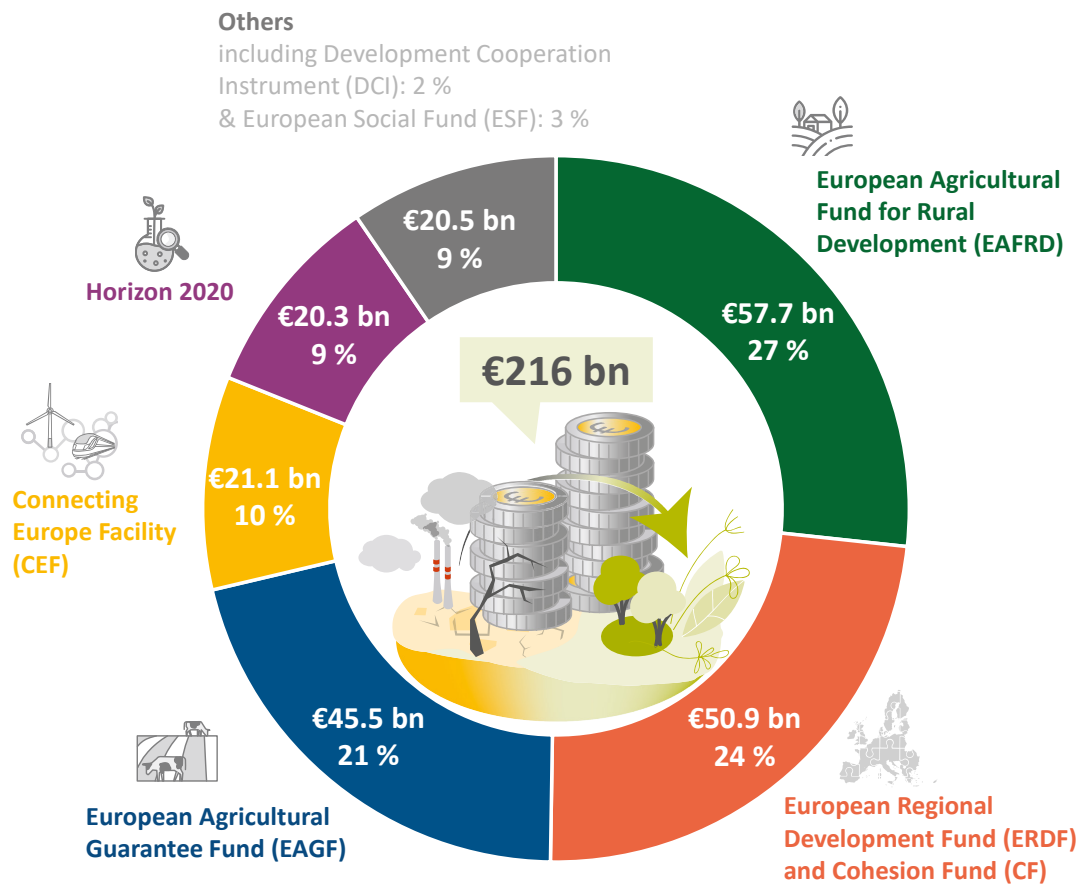 Others
including Development Cooperation
Instrument (DCI): 2 %
& European Social Fund (ESF): 3 %
European Agricultural
Fund for Rural
Development (EAFRD)
€57.7 bn
27 %
€20.5 bn
9 %
Horizon 2020
€20.3 bn
9 %
€216 bn
Connecting
Europe Facility
(CEF)
€21.1 bn
10 %
€45.5 bn
21 %
European Agricultural
Guarantee Fund (EAGF)
€50.9 bn
24 %
European Regional
Development Fund (ERDF)
and Cohesion Fund (CF)